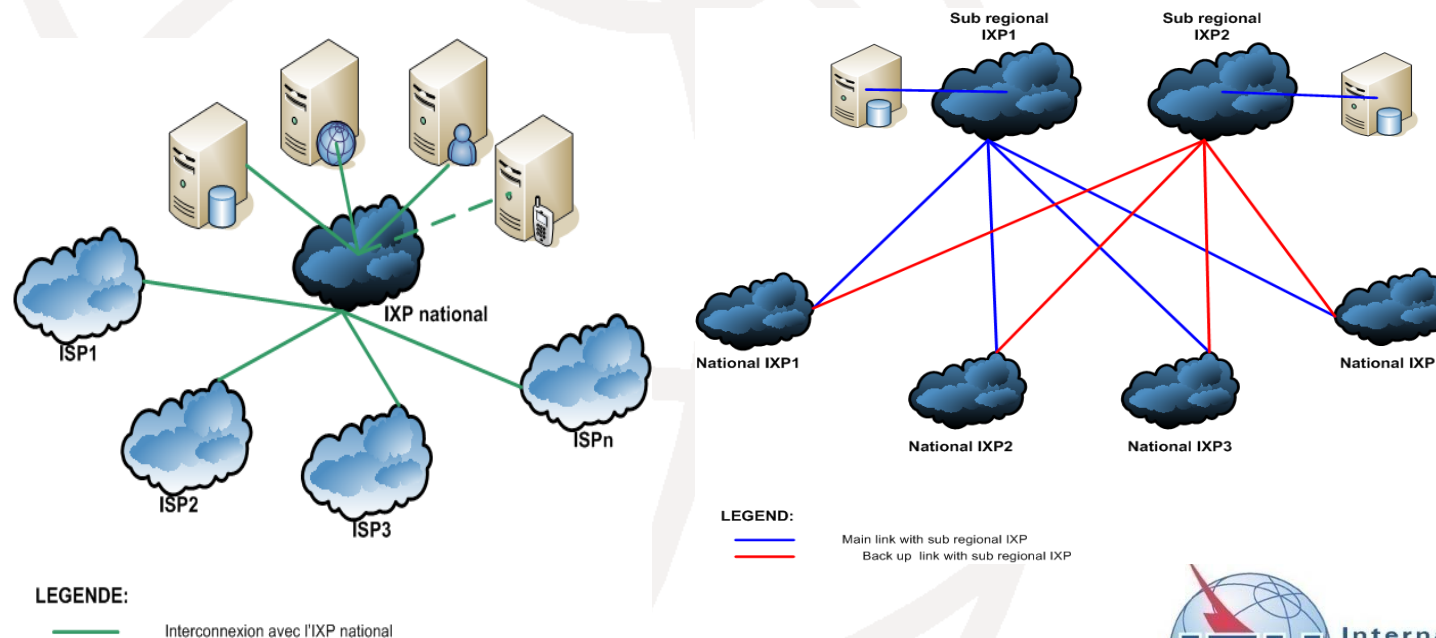 ISP1
ISP2
ISP3
ISPn
IXP national
LEGENDE:
Interconnexion avec l'IXP national
Sub regional
IXP1
Sub regional
IXP2
National IXP1
National IXP2
National IXP3
National IXP
LEGEND:
Main link with sub regional IXP
Back up link with sub regional IXP